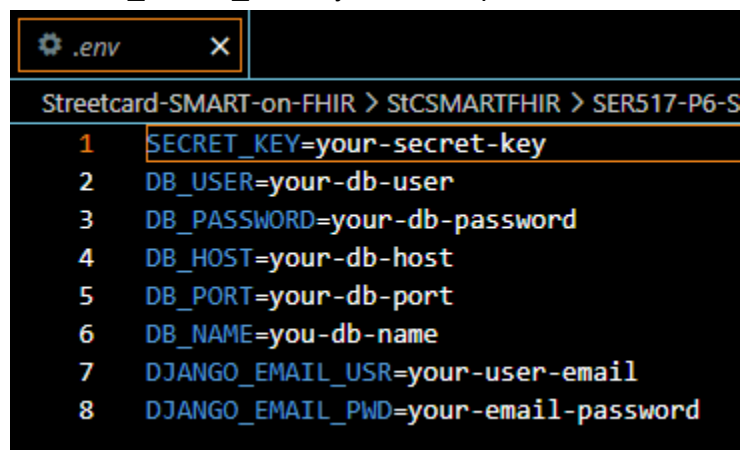 .env
Streetcard-SMART-on-FHIR > StCSMARTFHIR > SER517-P6-S
1 SECRET_KEY=your-secret-key
2 DB_USER=your-db-user
3 DB_PASSWORD=your-db-password
4 DB_HOST=your-db-host
5 DB_PORT=your-db-port
6 DB_NAME=you-db-name
7 DJANGO_EMAIL_USR=your-user-email
8 DJANGO_EMAIL_PWD=your-email-password